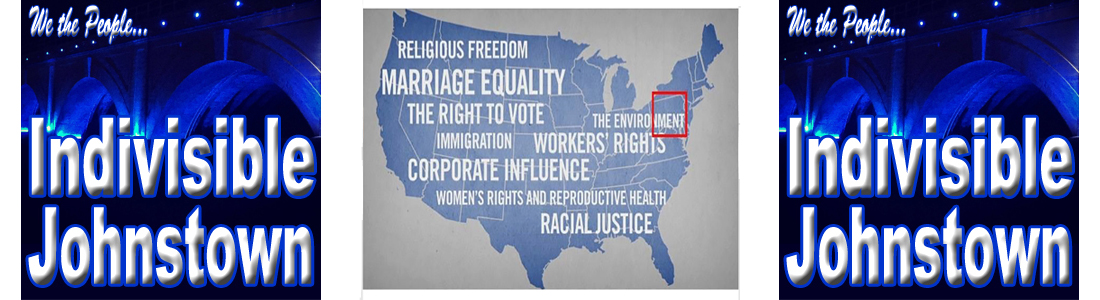 We the People...
Indivisible
Johnstown
RELIGIOUS FREEDOM
MARRIAGE EQUALITY
THE RIGHT TO VOTE
THE ENVIRONMENT
IMMIGRATION
WORKERS' RIGHTS
CORPORATE INFLUENCE
WOMEN'S RIGHTS AND REPRODUCTIVE HEALTH
RACIAL JUSTICE
We the People...
Indivisible
Johnstown